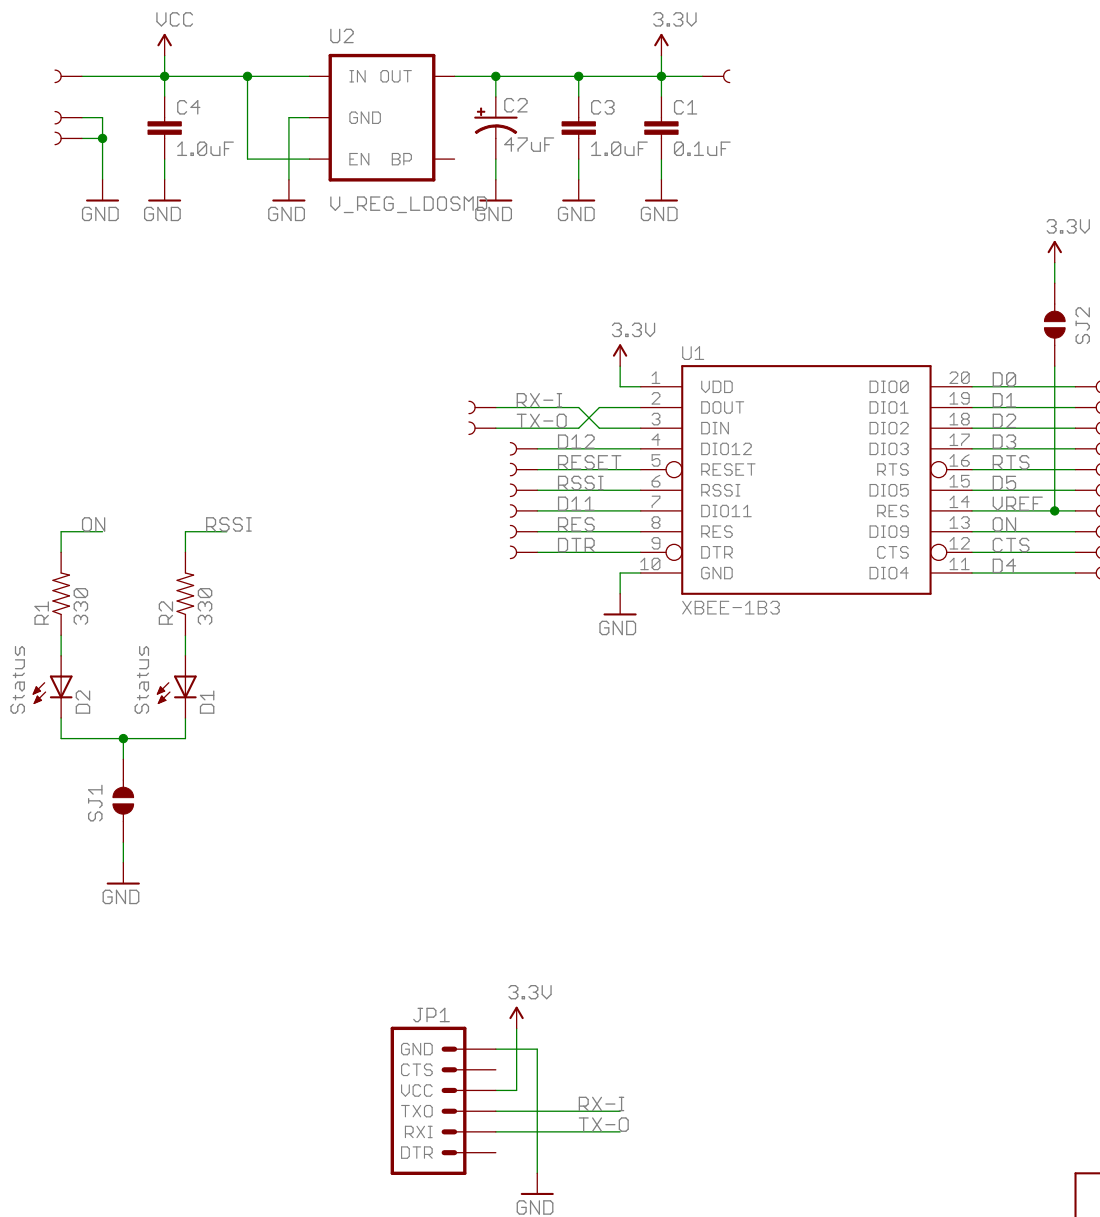 VCC
3.3V
U2
IN OUT
GND
EN BP
V_REG_LDOSMD
C4
1.0uF
C2
47uF
C3
1.0uF
C1
0.1uF
GND
GND
GND
GND
GND
GND
3.3V
SJ2
3.3V
U1
1 VDD DIO0 20 D0
RX-I 2 DOUT DIO1 19 D1
TX-O 3 DIN DIO2 18 D2
D12 4 DIO12 DIO3 17 D3
RESET 5 RESET RTS 16 RTS
RSSI 6 RSSI DIO5 15 D5
D11 7 DIO11 RES 14 VREF
RES 8 RES DIO9 13 ON
DTR 9 DTR CTS 12 CTS
10 GND DIO4 11 D4
XBEE-1B3
GND
ON
RSSI
R1
330
R2
330
Status
D2
Status
D1
SJ1
GND
3.3V
JP1
GND
CTS
VCC
TXO RX-I
RXI TX-O
DTR
GND